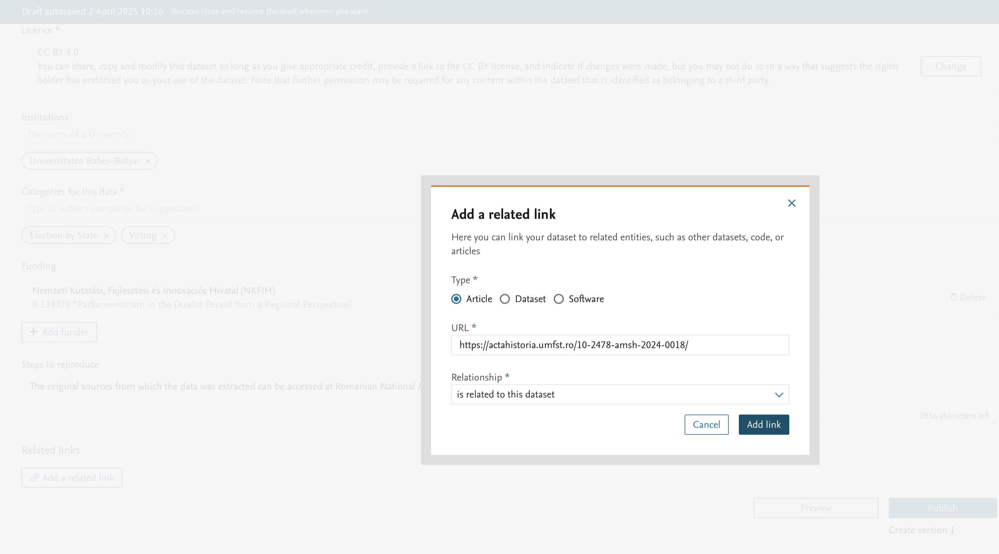 Draft autosaved 2 April 2025 10:16 You can close and resume the draft whenever you want.
Licence *
CC BY 4.0
You can share, copy and modify this dataset so long as you give appropriate credit, provide a link to the CC BY license, and indicate if changes were made, but you may not do so in a way that suggests the rights
holder has endorsed you or your use of the dataset. Note that further permission may be required for any content within the dataset that is identified as belonging to a third party.
Change
Institutions
The name of a University
Universitatea Babes-Bolyai ×
Categories for this data *
Type in subject categories for suggestions
Election by State × Voting ×
Funding
Nemzeti Kutatási, Fejlesztési és Innovációs Hivatal (NKFIH)
K 134378 “Parliamentarism in the Dualist Period from a Regional Perspective”
Delete
+ Add funder
Steps to reproduce
The original sources from which the data was extracted can be accessed at Romanian National
2856 characters left
Related links
Add a related link
Preview
Publish
Create version 1
Add a related link
Here you can link your dataset to related entities, such as other datasets, code, or
articles
Type *
Article Dataset Software
URL *
https://actahistoria.umfst.ro/10-2478-amsh-2024-0018/
Relationship *
is related to this dataset
Cancel
Add link